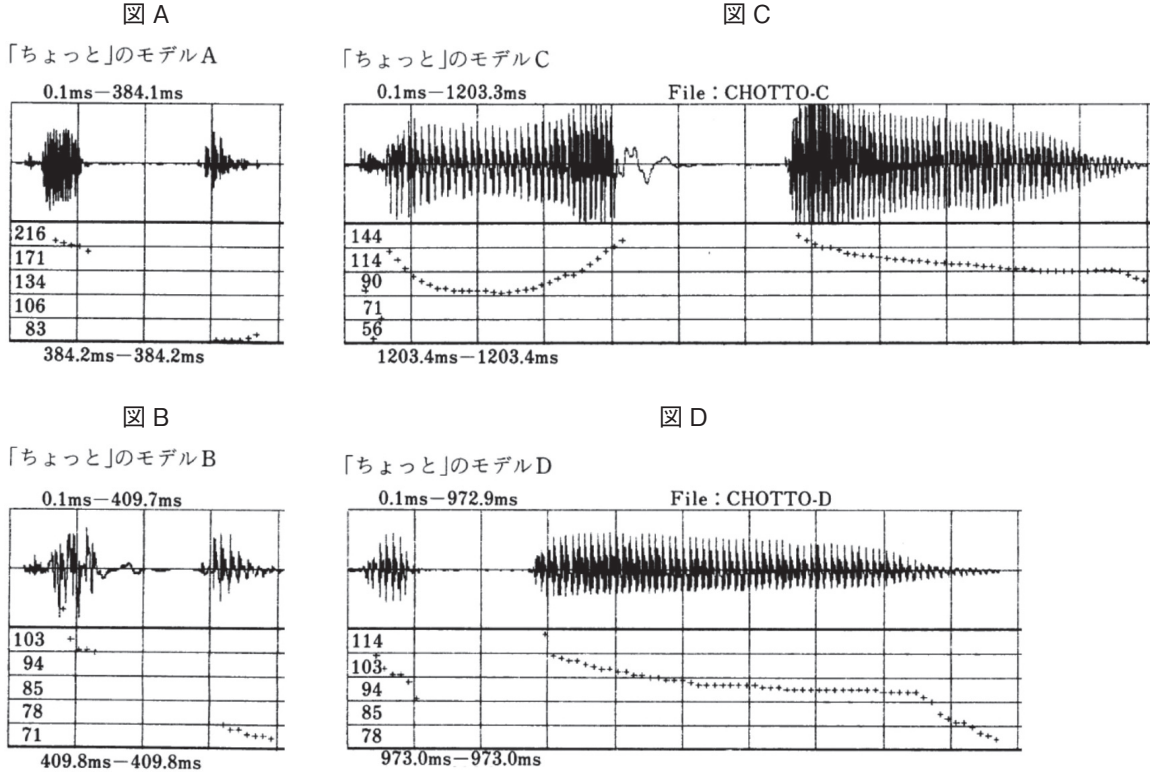 図 A
「ちょっと」のモデルA
0.1ms－384.1ms
216
171
134
106
83
384.2ms－384.2ms
図 C
「ちょっと」のモデルC
0.1ms－1203.3ms File：CHOTTO-C
144
114
90
71
56
1203.4ms－1203.4ms
図 B
「ちょっと」のモデルB
0.1ms－409.7ms
103
94
85
78
71
409.8ms－409.8ms
図 D
「ちょっと」のモデルD
0.1ms－972.9ms File：CHOTTO-D
114
103
94
85
78
973.0ms－973.0ms